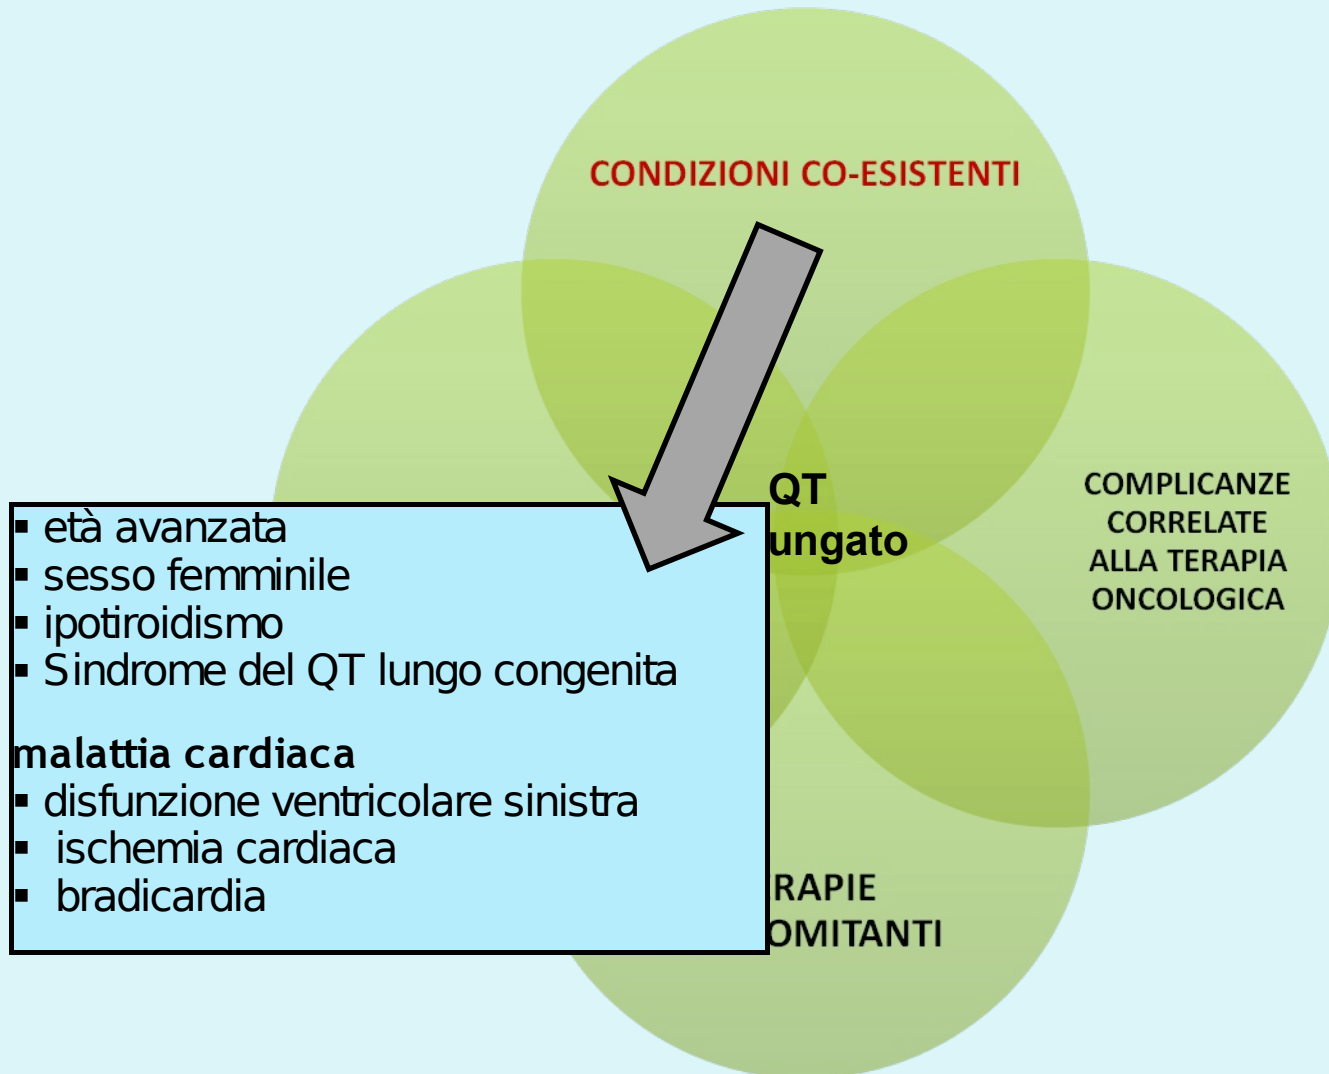 CONDIZIONI CO-ESISTENTI
QT
ungato
COMPLICANZE
CORRELATE
ALLA TERAPIA
ONCOLOGICA
▪ età avanzata
▪ sesso femminile
▪ ipotiroidismo
▪ Sindrome del QT lungo congenita
malattia cardiaca
▪ disfunzione ventricolare sinistra
▪ ischemia cardiaca
▪ bradicardia
RAPIE
OMITANTI